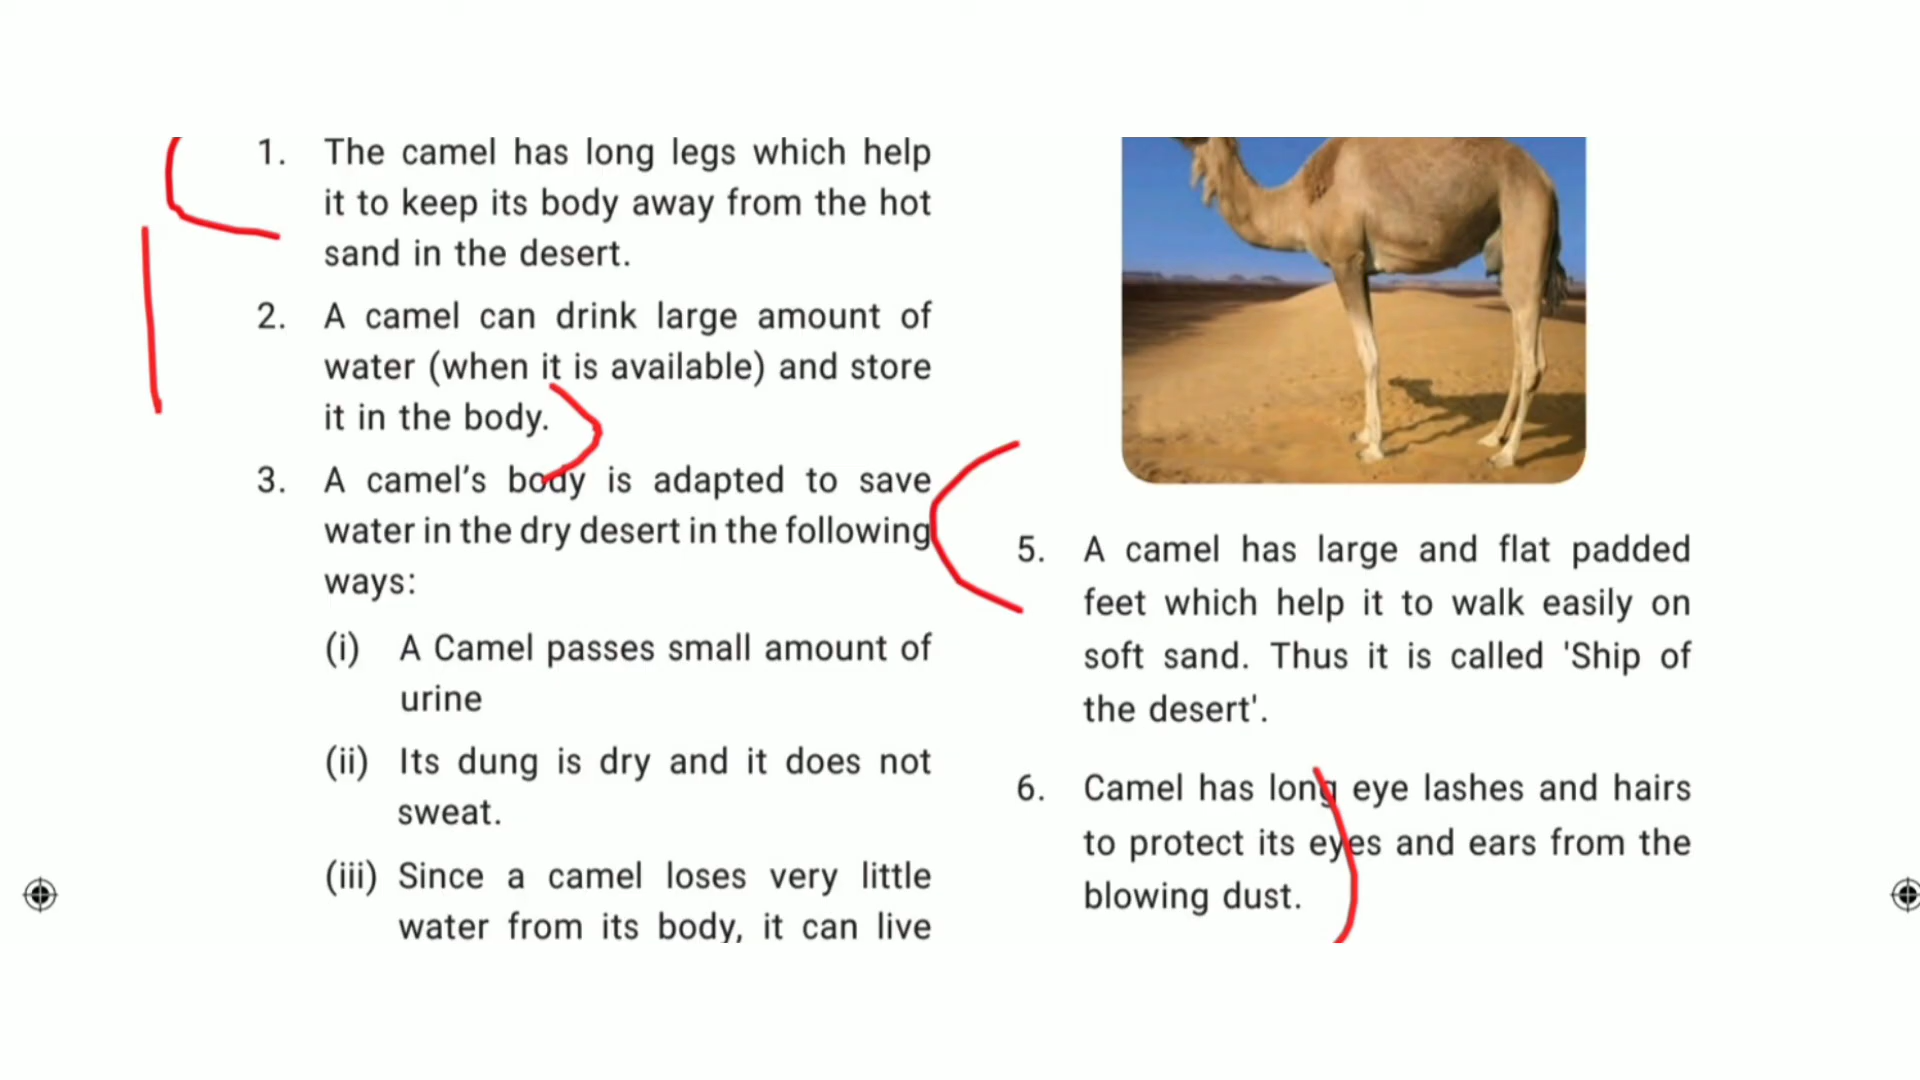 1. The camel has long legs which help
it to keep its body away from the hot
sand in the desert.
2. A camel can drink large amount of
water (when it is available) and store
it in the body.
3. A camel's body is adapted to save
water in the dry desert in the following
ways:
(i) A Camel passes small amount of
urine
(ii) Its dung is dry and it does not
sweat.
(iii) Since a camel loses very little
water from its body, it can live
5. A camel has large and flat padded
feet which help it to walk easily on
soft sand. Thus it is called 'Ship of
the desert'.
6. Camel has long eye lashes and hairs
to protect its eyes and ears from the
blowing dust.